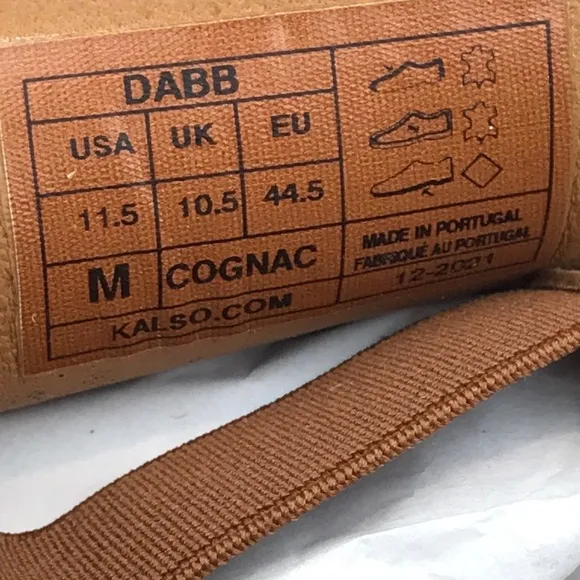 DABB
USA UK EU
11.5 10.5 44.5
M COGNAC
KALSO.COM
MADE IN PORTUGAL
FABRIQUÉ AU PORTUGAL
12-2021